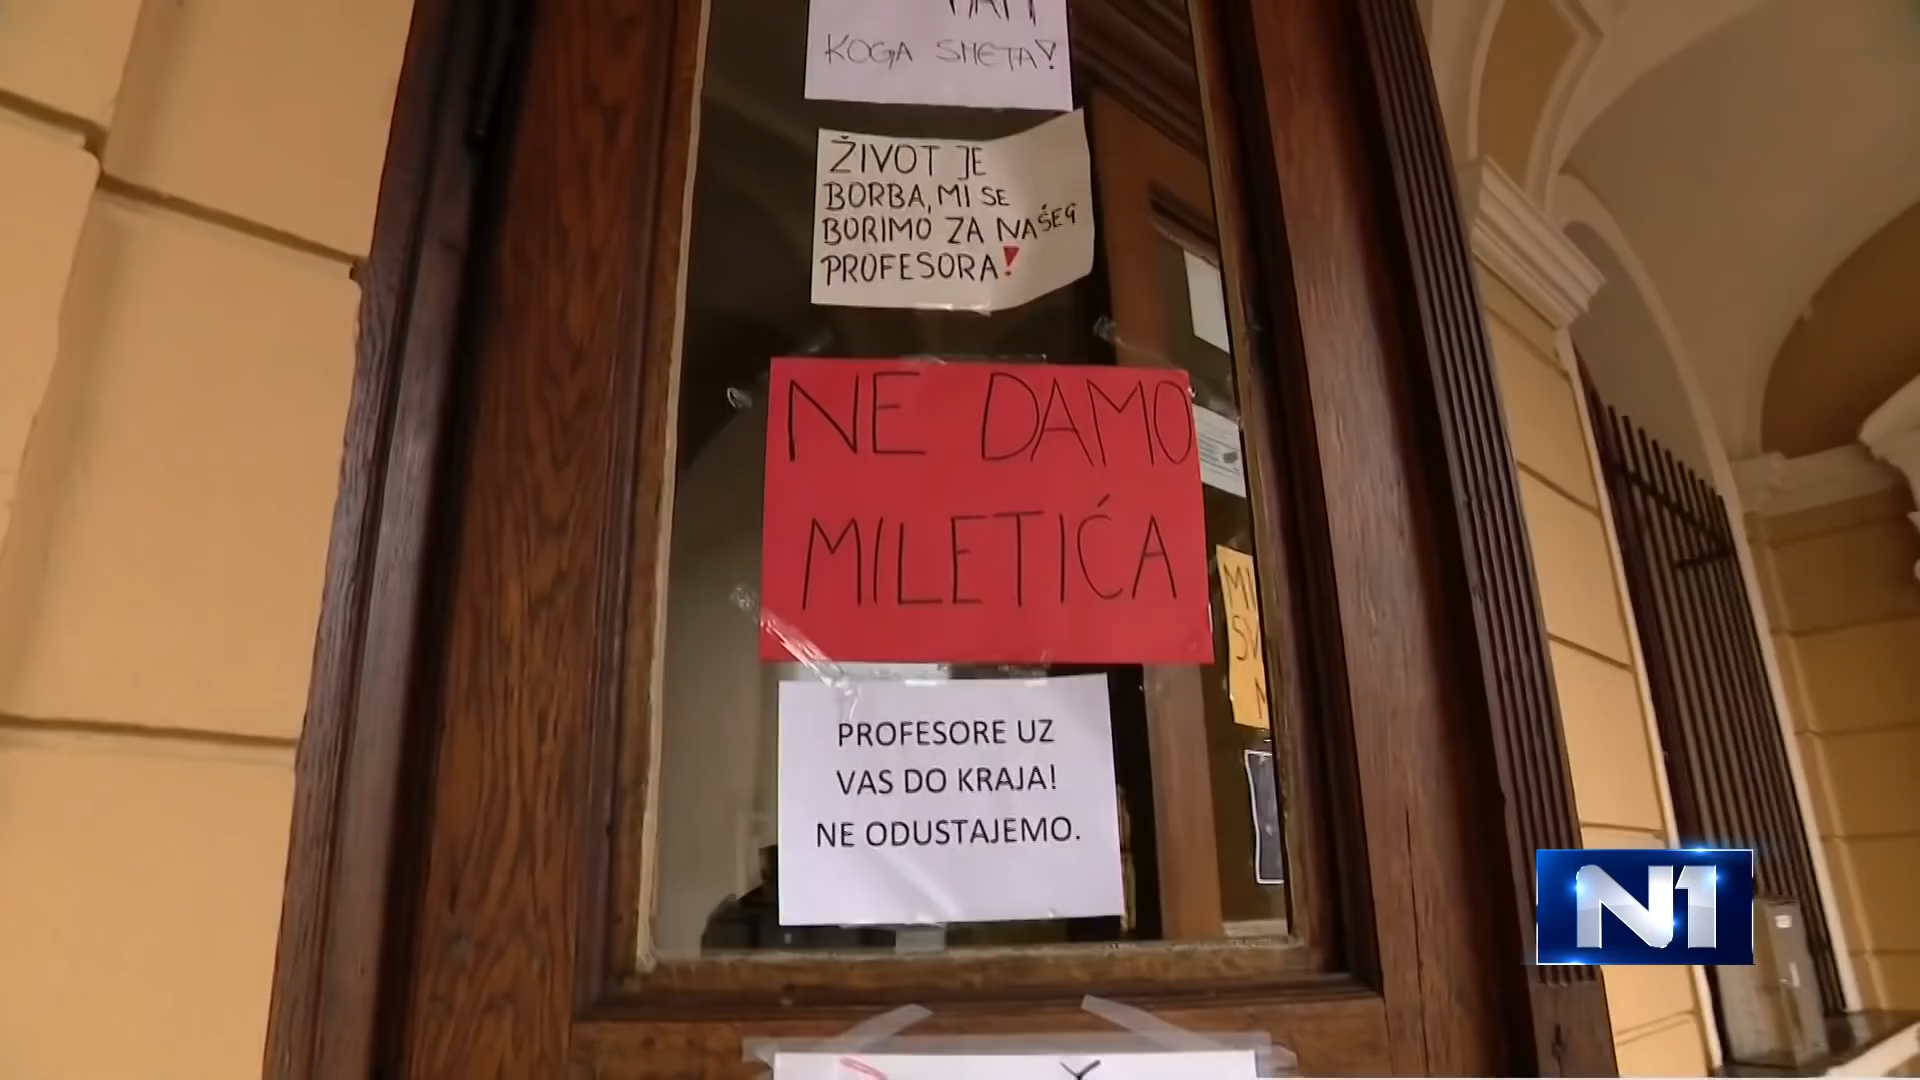 KOGA SMETA!
ŽIVOT JE
BORBA, MI SE
BORIMO ZA NAŠEG
PROFESORA!
NE DAMO
MILETIĆA
MI
PROFESORE UZ
VAS DO KRAJA!
NE ODUSTAJEMO.
N1